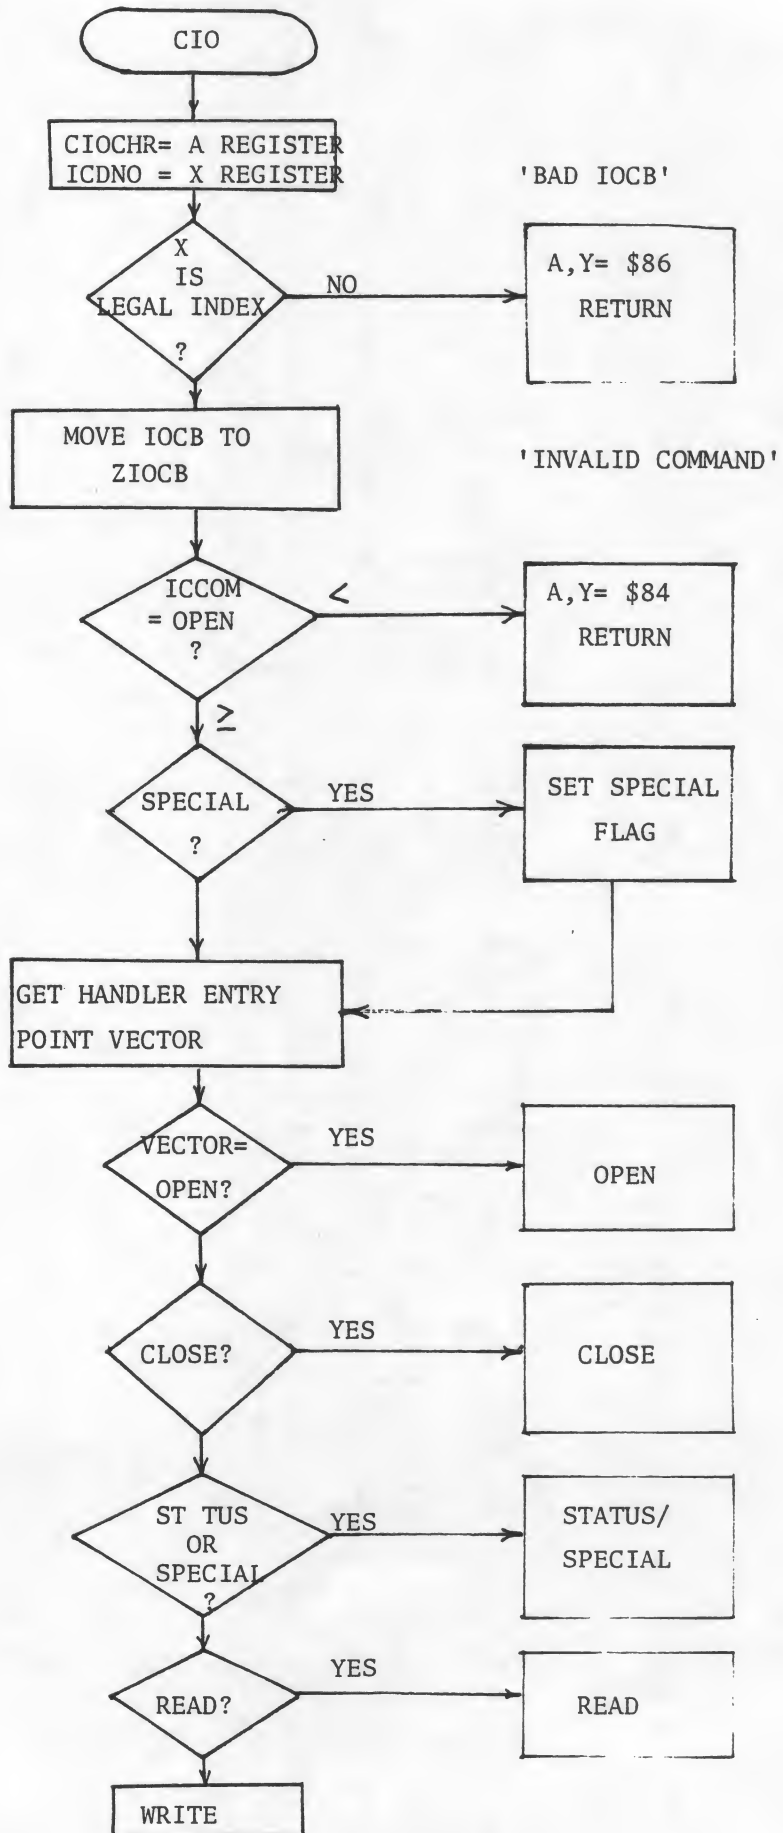 CIO
CIOCHR= A REGISTER
ICDNO = X REGISTER
'BAD IOCB'
X
IS
LEGAL INDEX
?
NO
A,Y= $86
RETURN
MOVE IOCB TO
ZIOCB
'INVALID COMMAND'
ICCOM
= OPEN
?
<
A,Y= $84
RETURN
≥
SPECIAL
?
YES
SET SPECIAL
FLAG
GET HANDLER ENTRY
POINT VECTOR
VECTOR=
OPEN?
YES
OPEN
CLOSE?
YES
CLOSE
ST TUS
OR
SPECIAL
?
YES
STATUS/
SPECIAL
READ?
YES
READ
WRITE